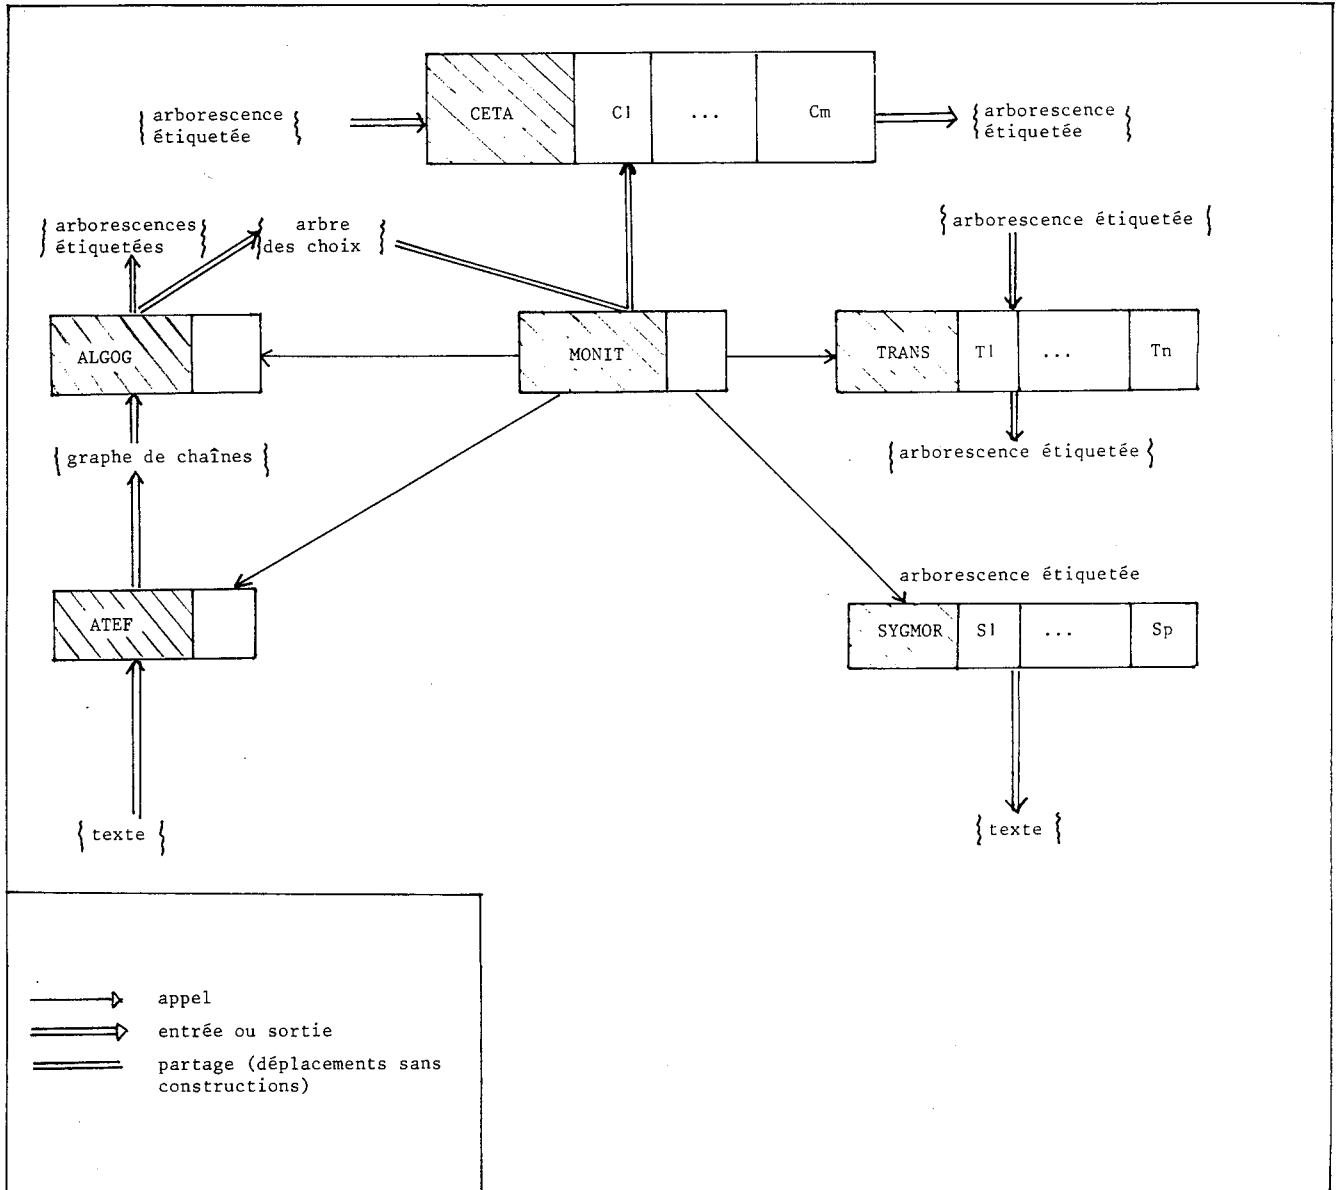 arborescence
étiquetée
CETA
C1
...
Cm
arborescence
étiquetée
arborescences
étiquetées
arbre
des choix
arborescence étiquetée
ALGOG
MONIT
TRANS
T1
...
Tn
graphe de chaînes
arborescence étiquetée
arborescence étiquetée
ATEF
SYGMOR
S1
...
Sp
texte
texte
appel
entrée ou sortie
partage (déplacements sans
constructions)